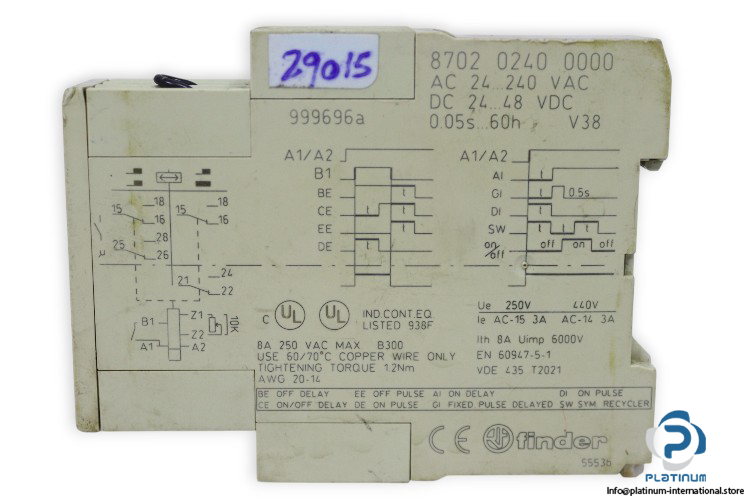 29015
8702 0240 0000
AC 24...240 VAC
DC 24...48 VDC
0.05s...60h V38
999696a
A1/A2
B1
BE
CE
EE
DE
t
t
t
t
t
A1/A2
AI
GI
DI
SW
on/off
t
t 0.5s
t
t t
off on off
18
15 16
18
15 16
28
25 26
24
21 22
B1
A1
Z1
Z2
A2
10K
C UL UL IND.CONT.EQ.
LISTED 938F
8A 250 VAC MAX B300
USE 60/70°C COPPER WIRE ONLY
TIGHTENING TORQUE 1.2Nm
AWG 20-14
Ue 250V 440V
Ie AC-15 3A AC-14 3A
Ith 8A Uimp 6000V
EN 60947-5-1
VDE 435 T2021
BE OFF DELAY EE OFF PULSE AI ON DELAY DI ON PULSE
CE ON/OFF DELAY DE ON PULSE GI FIXED PULSE DELAYED SW SYM. RECYCLER
CE finder
55536
PLATINUM
INTERNATIONAL
Info@platinum-international.store